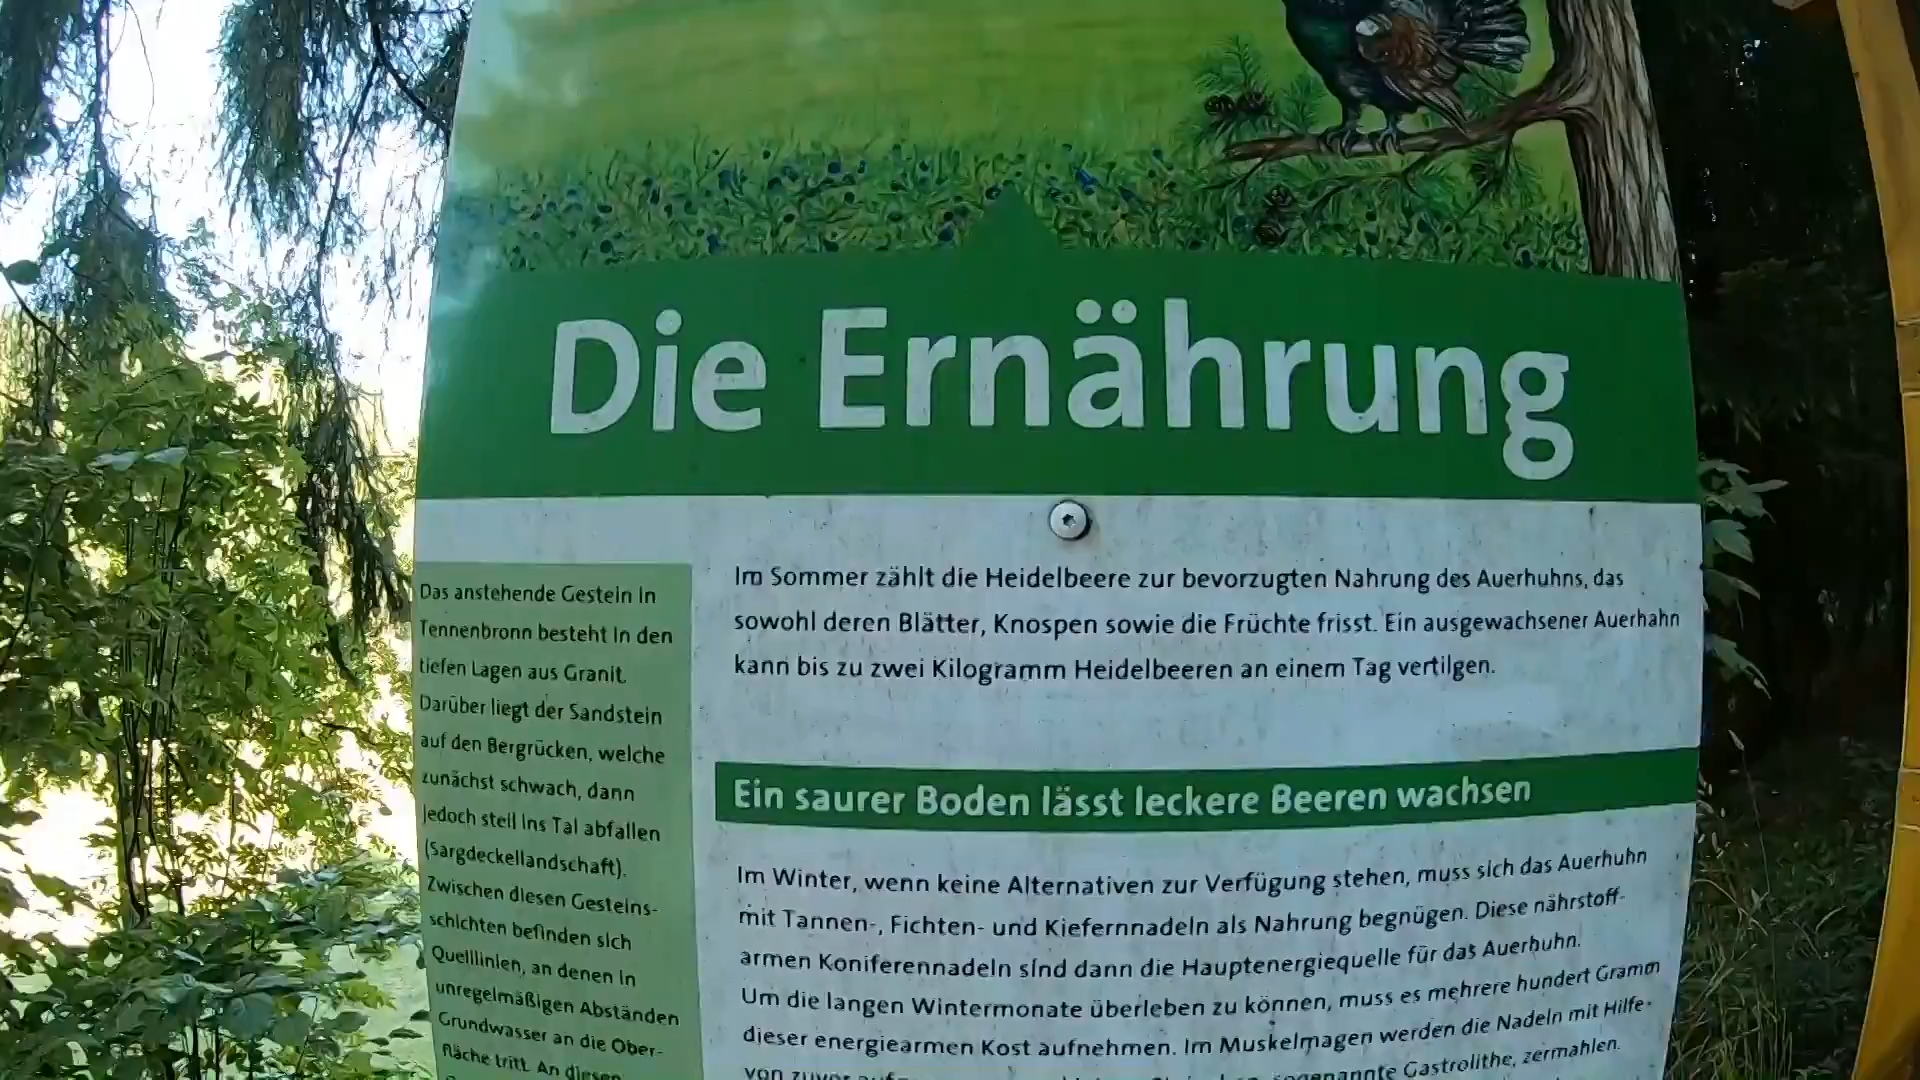 Die Ernährung
Das anstehende Gestein in
Tennenbronn besteht in den
tiefen Lagen aus Granit.
Darüber liegt der Sandstein
auf den Bergrücken, welche
zunächst schwach, dann
jedoch steil ins Tal abfallen
(Sargdeckellandschaft).
Zwischen diesen Gesteins-
schichten befinden sich
Quelllinien, an denen in
unregelmäßigen Abständen
Grundwasser an die Ober-
fläche tritt. An diesen
Im Sommer zählt die Heidelbeere zur bevorzugten Nahrung des Auerhuhns, das
sowohl deren Blätter, Knospen sowie die Früchte frisst. Ein ausgewachsener Auerhahn
kann bis zu zwei Kilogramm Heidelbeeren an einem Tag vertilgen.
Ein saurer Boden lässt leckere Beeren wachsen
Im Winter, wenn keine Alternativen zur Verfügung stehen, muss sich das Auerhuhn
mit Tannen-, Fichten- und Kiefernnadeln als Nahrung begnügen. Diese nährstoff-
armen Koniferennadeln sind dann die Hauptenergiequelle für das Auerhuhn.
Um die langen Wintermonate überleben zu können, muss es mehrere hundert Gramm
dieser energiearmen Kost aufnehmen. Im Muskelmagen werden die Nadeln mit Hilfe
von zuvor sogenannte Gastrolithe, zermahlen.